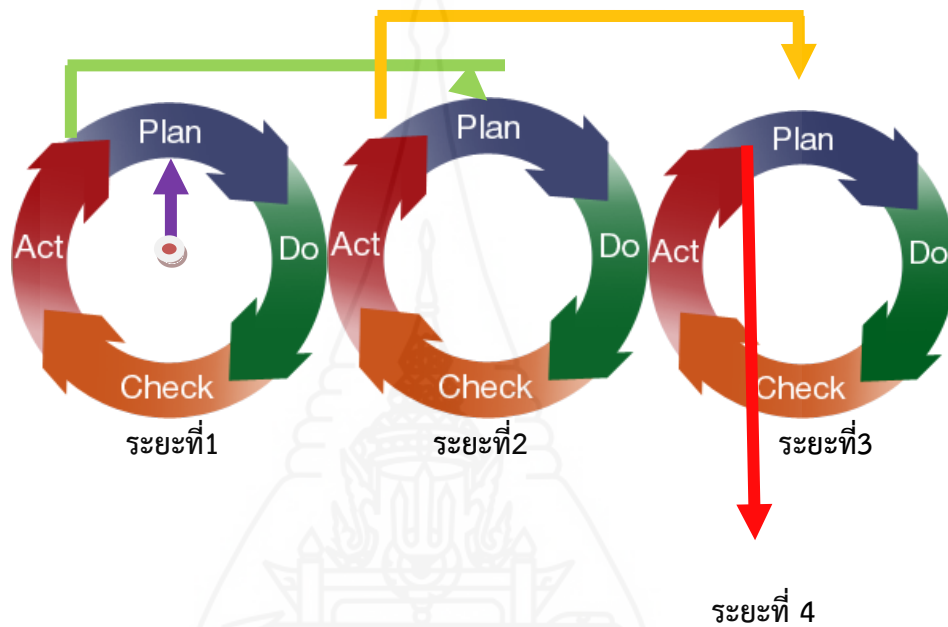 Plan
Do
Check
Act
ระยะที่1
Plan
Do
Check
Act
ระยะที่2
Plan
Do
Check
Act
ระยะที่3
ระยะที่ 4